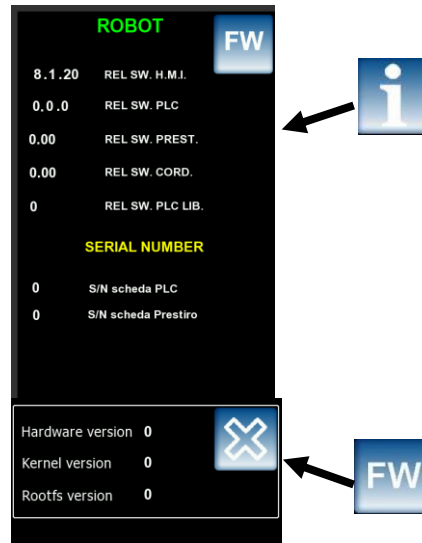 ROBOT
FW
8.1.20 REL SW. H.M.I.
0.0.0 REL SW. PLC
0.00 REL SW. PREST.
0.00 REL SW. CORD.
0 REL SW. PLC LIB.
SERIAL NUMBER
0 S/N scheda PLC
0 S/N scheda Prestiro
Hardware version 0
Kernel version 0
Rootfs version 0
i
FW